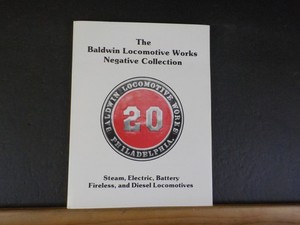 The
Baldwin Locomotive Works
Negative Collection
BALDWIN LOCOMOTIVE WORKS
20
PHILADELPHIA.
Steam, Electric, Battery
Fireless, and Diesel Locomotives